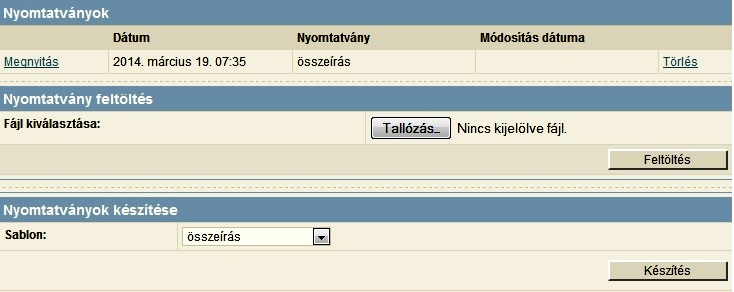 Nyomtatványok
Dátum Nyomtatvány Módosítás dátuma
Megnyitás 2014. március 19. 07:35 összeírás Törlés
Nyomtatvány feltöltés
Fájl kiválasztása: Tallózás... Nincs kijelölve fájl.
Feltöltés
Nyomtatványok készítése
Sablon: összeírás
Készítés